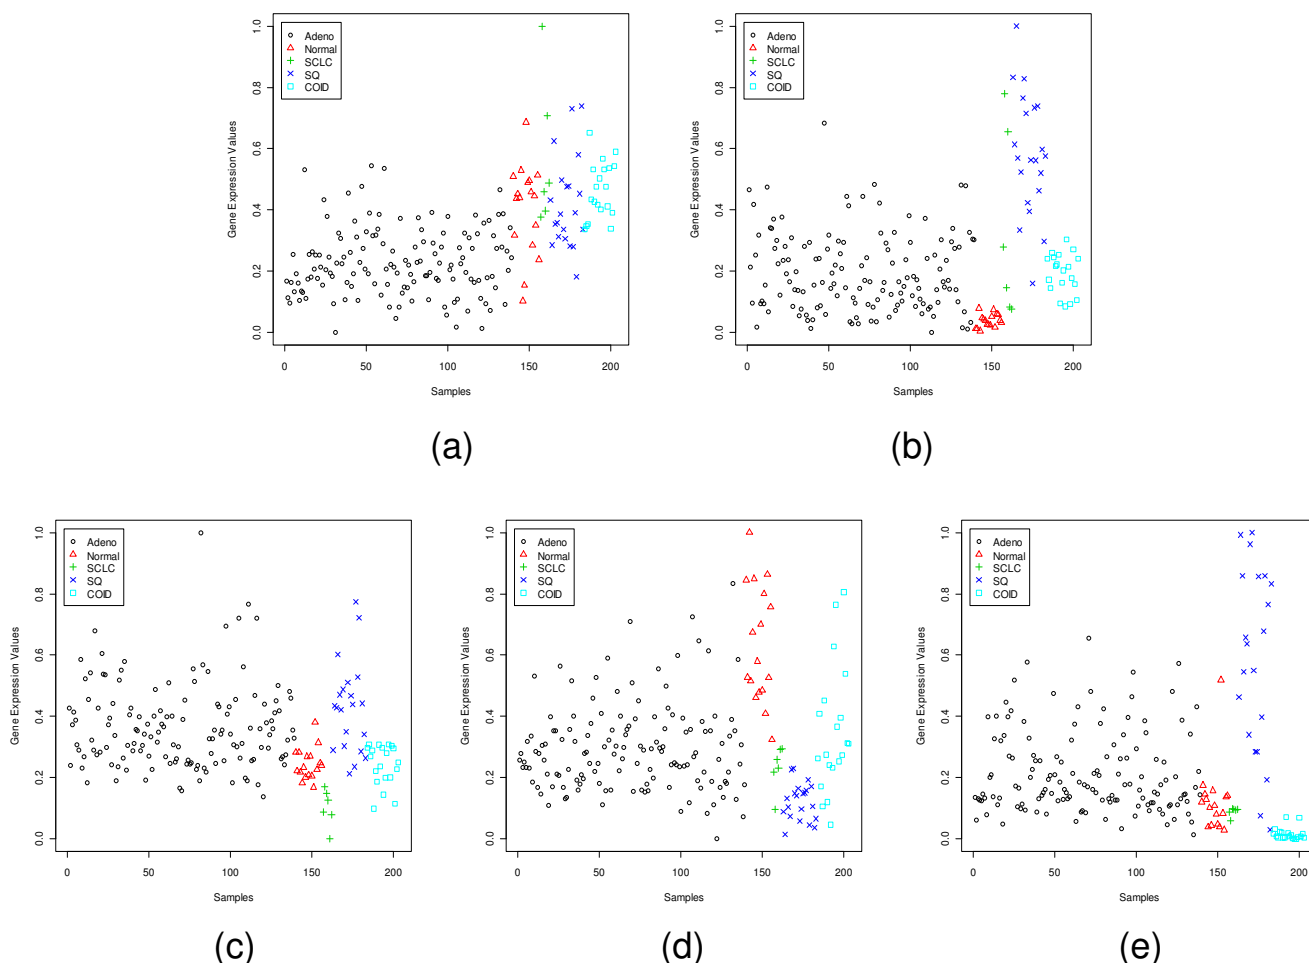 1.0
0.8
0.6
0.4
0.2
0.0
Gene Expression Values
Adeno
Normal
SCLC
SQ
COID
0 50 100 150 200
Samples
(a)
1.0
0.8
0.6
0.4
0.2
0.0
Gene Expression Values
Adeno
Normal
SCLC
SQ
COID
0 50 100 150 200
Samples
(b)
1.0
0.8
0.6
0.4
0.2
0.0
Gene Expression Values
Adeno
Normal
SCLC
SQ
COID
0 50 100 150 200
Samples
(c)
1.0
0.8
0.6
0.4
0.2
0.0
Gene Expression Values
Adeno
Normal
SCLC
SQ
COID
0 50 100 150 200
Samples
(d)
1.0
0.8
0.6
0.4
0.2
0.0
Gene Expression Values
Adeno
Normal
SCLC
SQ
COID
0 50 100 150 200
Samples
(e)